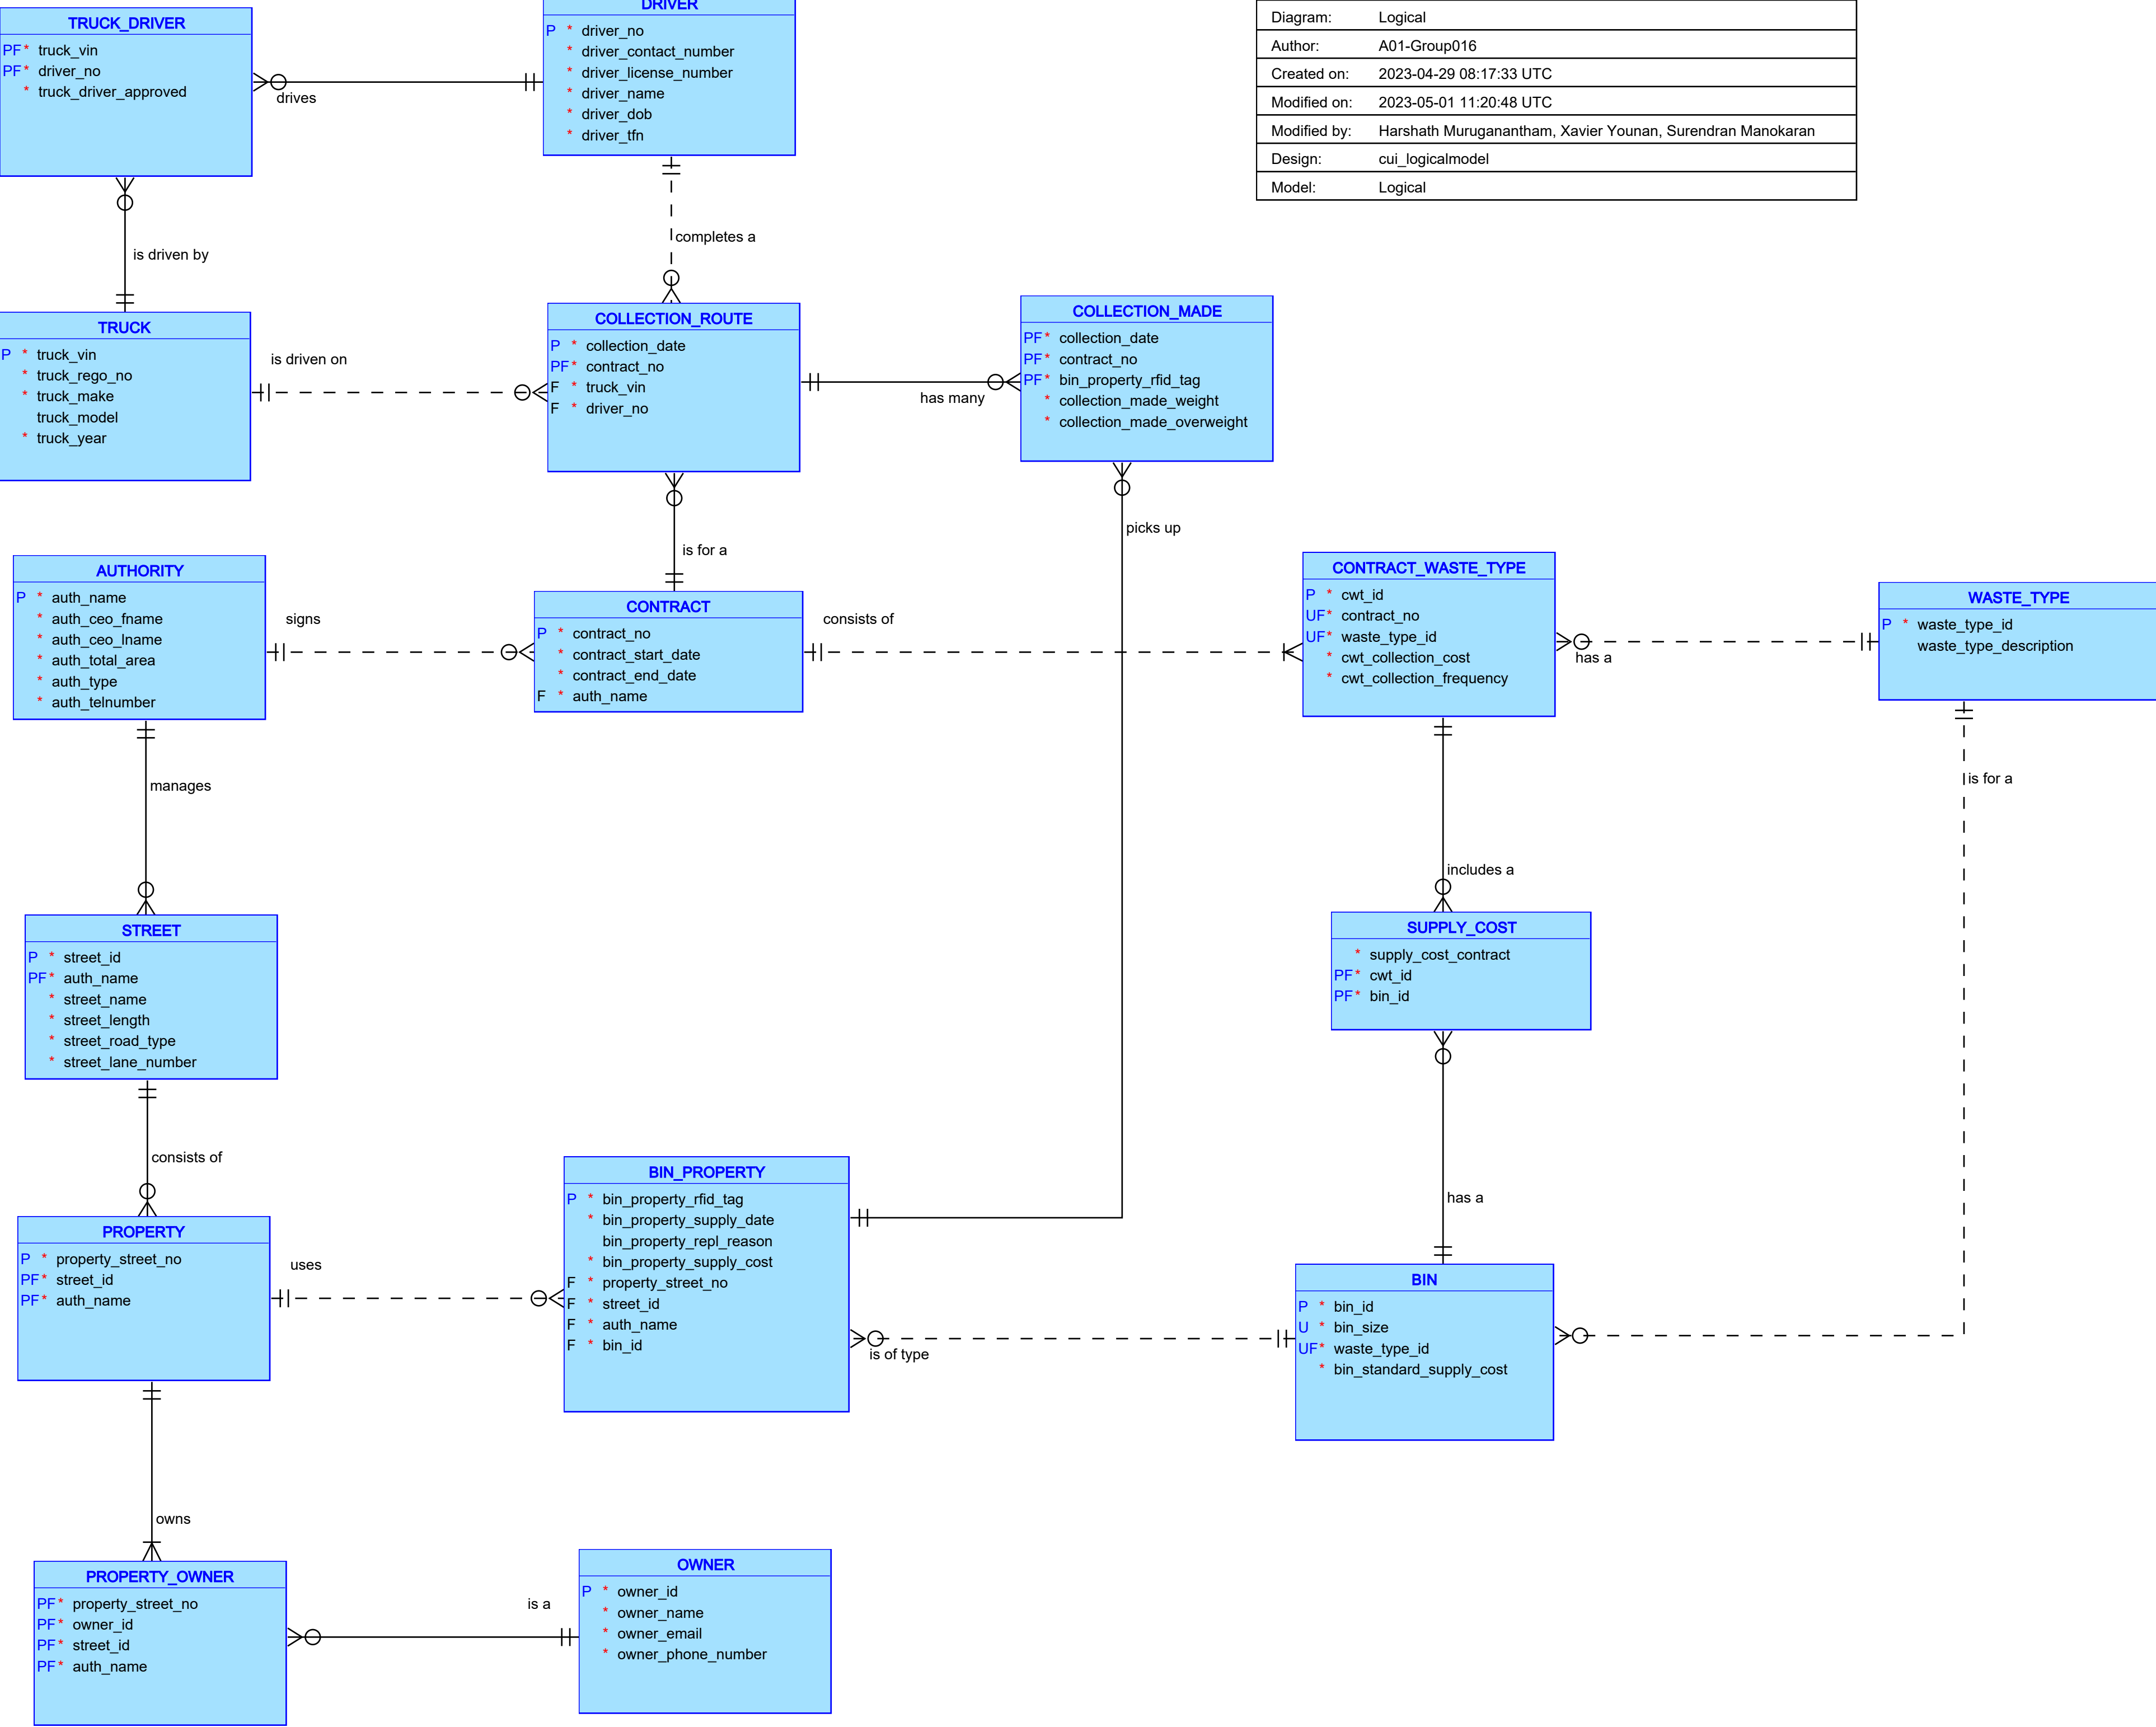 TRUCK_DRIVER
PF* truck_vin
PF* driver_no
* truck_driver_approved
drives
DRIVER
P * driver_no
* driver_contact_number
* driver_license_number
* driver_name
* driver_dob
* driver_tfn
Diagram: Logical
Author: A01-Group016
Created on: 2023-04-29 08:17:33 UTC
Modified on: 2023-05-01 11:20:48 UTC
Modified by: Harshath Muruganantham, Xavier Younan, Surendran Manokaran
Design: cui_logicalmodel
Model: Logical
is driven by
completes a
TRUCK
P * truck_vin
* truck_rego_no
* truck_make
truck_model
* truck_year
is driven on
COLLECTION_ROUTE
P * collection_date
PF* contract_no
F * truck_vin
F * driver_no
has many
COLLECTION_MADE
PF* collection_date
PF* contract_no
PF* bin_property_rfid_tag
* collection_made_weight
* collection_made_overweight
picks up
is for a
AUTHORITY
P * auth_name
* auth_ceo_fname
* auth_ceo_lname
* auth_total_area
* auth_type
* auth_telnumber
signs
CONTRACT
P * contract_no
* contract_start_date
* contract_end_date
F * auth_name
consists of
CONTRACT_WASTE_TYPE
P * cwt_id
UF* contract_no
UF* waste_type_id
* cwt_collection_cost
* cwt_collection_frequency
has a
WASTE_TYPE
P * waste_type_id
waste_type_description
manages
is for a
includes a
STREET
P * street_id
PF* auth_name
* street_name
* street_length
* street_road_type
* street_lane_number
SUPPLY_COST
* supply_cost_contract
PF* cwt_id
PF* bin_id
consists of
has a
PROPERTY
P * property_street_no
PF* street_id
PF* auth_name
uses
BIN_PROPERTY
P * bin_property_rfid_tag
* bin_property_supply_date
bin_property_repl_reason
* bin_property_supply_cost
F * property_street_no
F * street_id
F * auth_name
F * bin_id
is of type
BIN
P * bin_id
U * bin_size
UF* waste_type_id
* bin_standard_supply_cost
owns
PROPERTY_OWNER
PF* property_street_no
PF* owner_id
PF* street_id
PF* auth_name
is a
OWNER
P * owner_id
* owner_name
* owner_email
* owner_phone_number